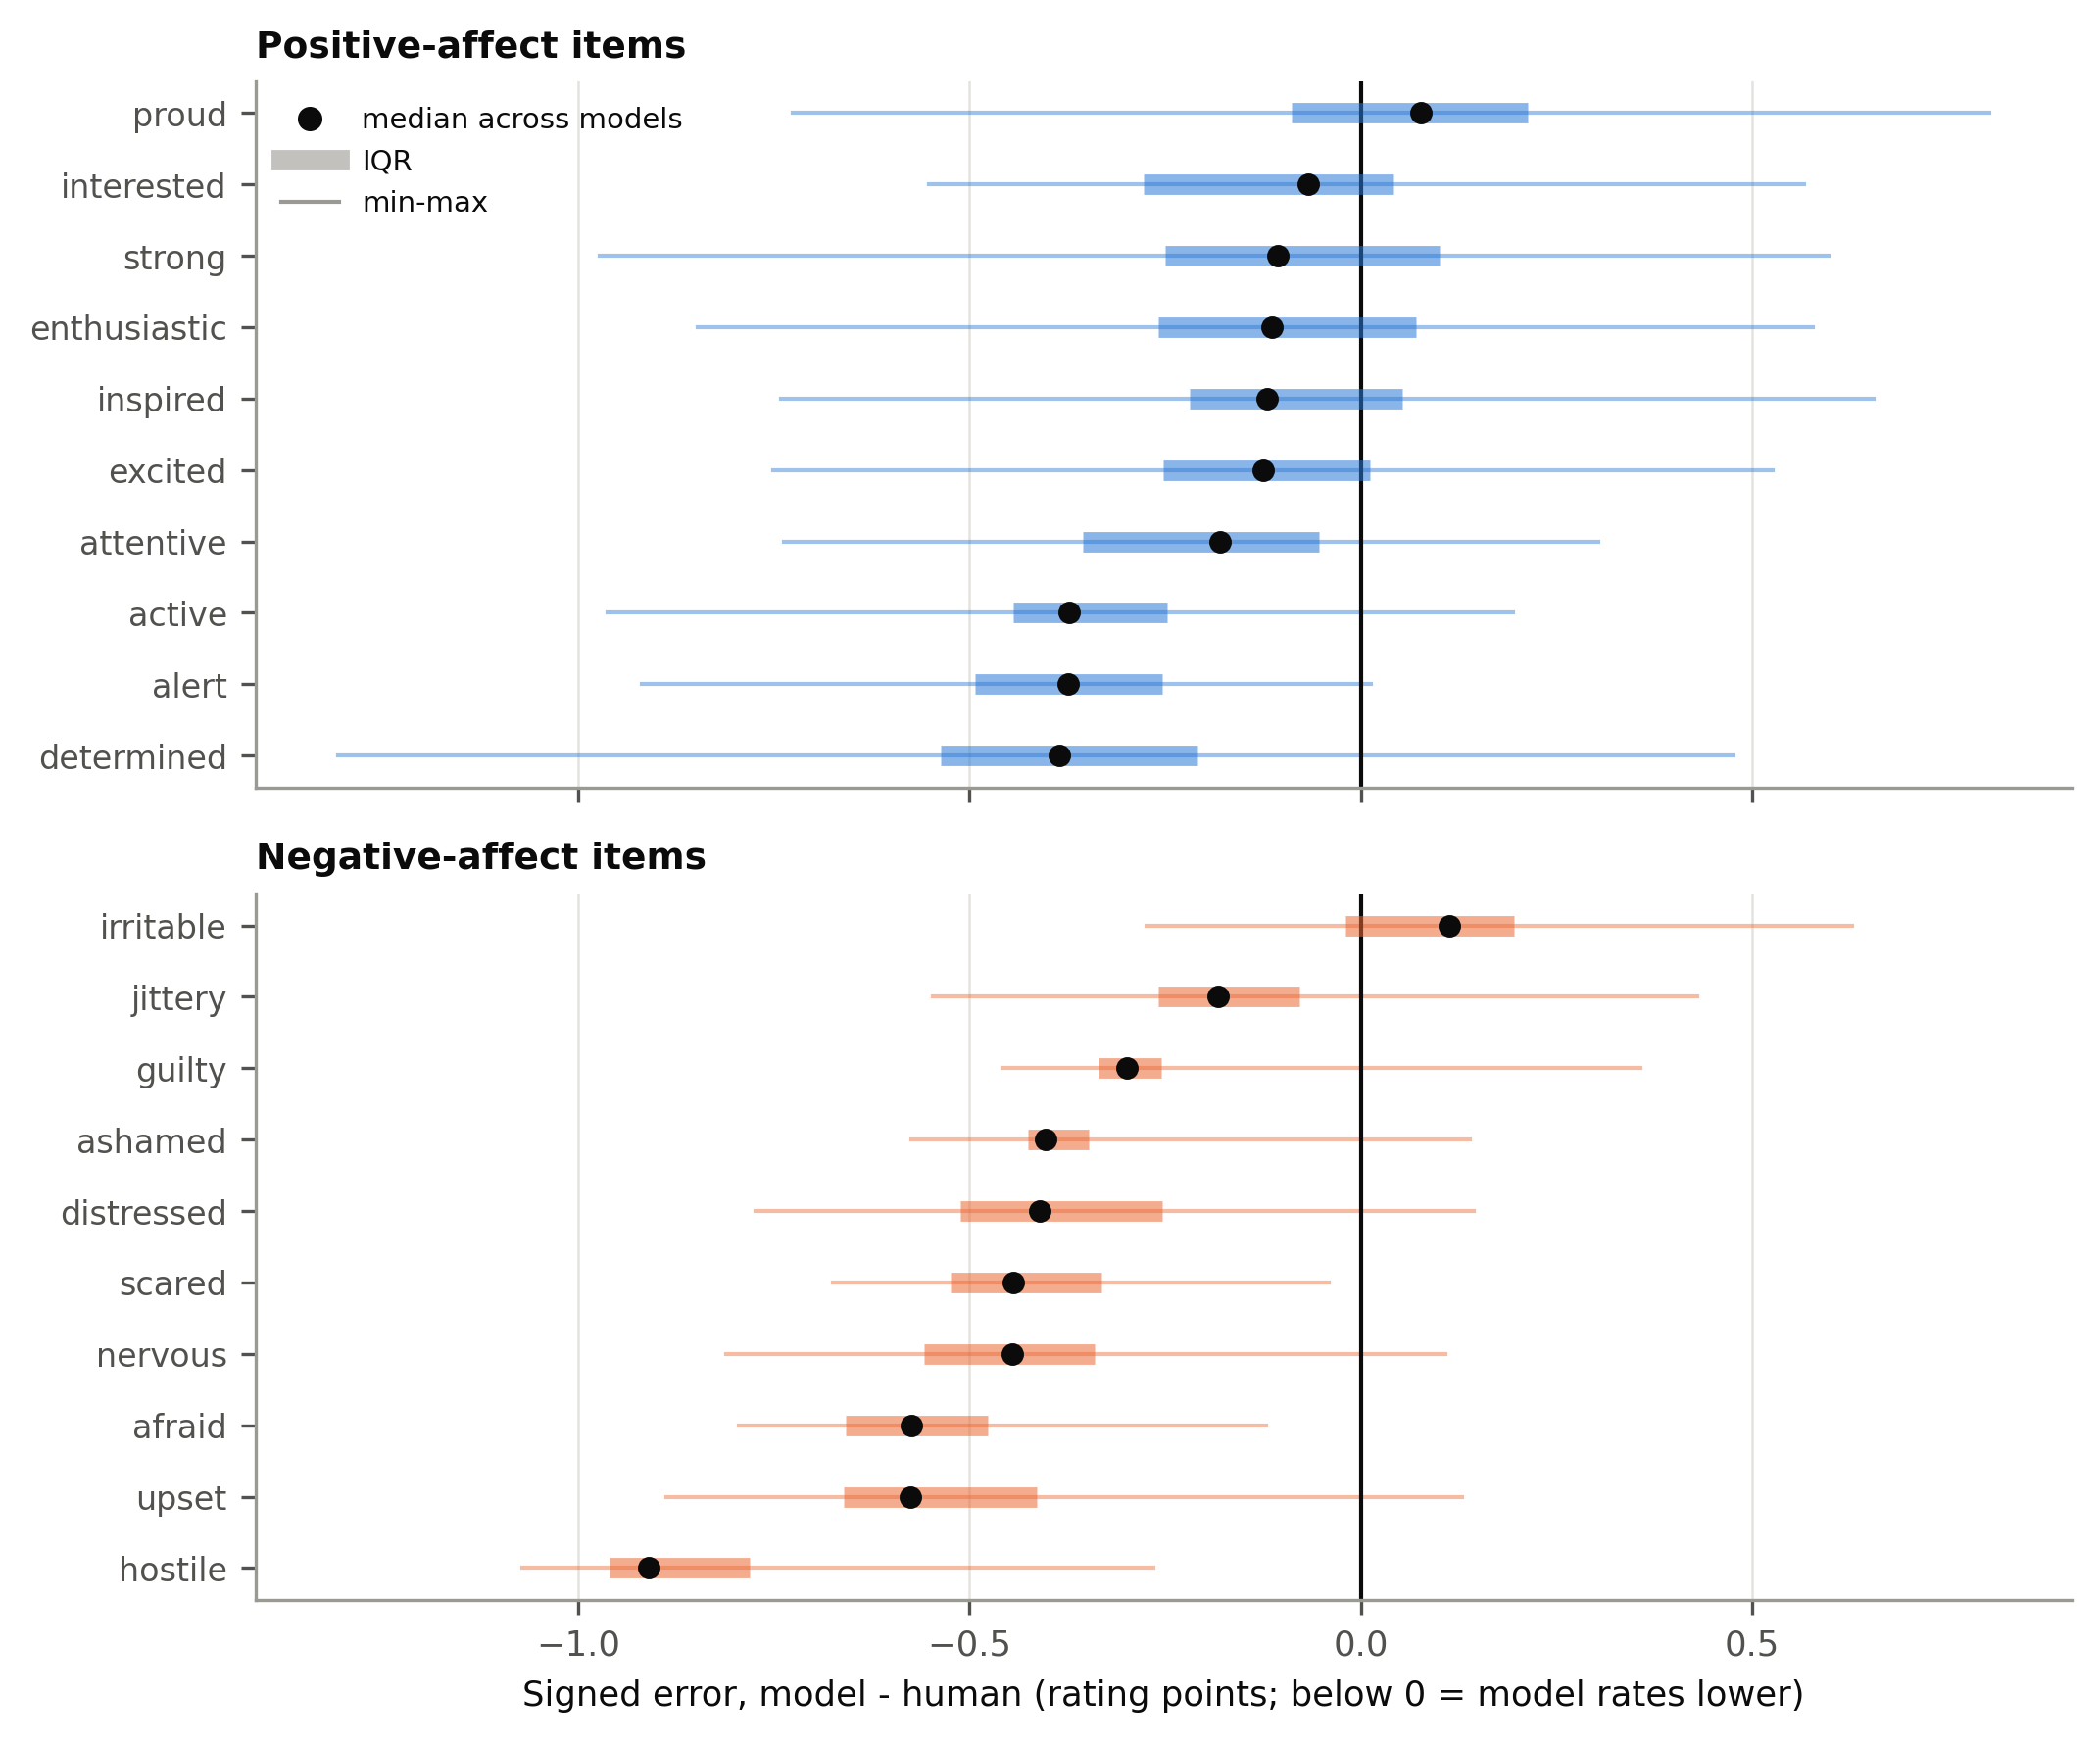 Positive-affect items
median across models
IQR
min-max
proud
interested
strong
enthusiastic
inspired
excited
attentive
active
alert
determined
Negative-affect items
irritable
jittery
guilty
ashamed
distressed
scared
nervous
afraid
upset
hostile
−1.0 −0.5 0.0 0.5
Signed error, model - human (rating points; below 0 = model rates lower)